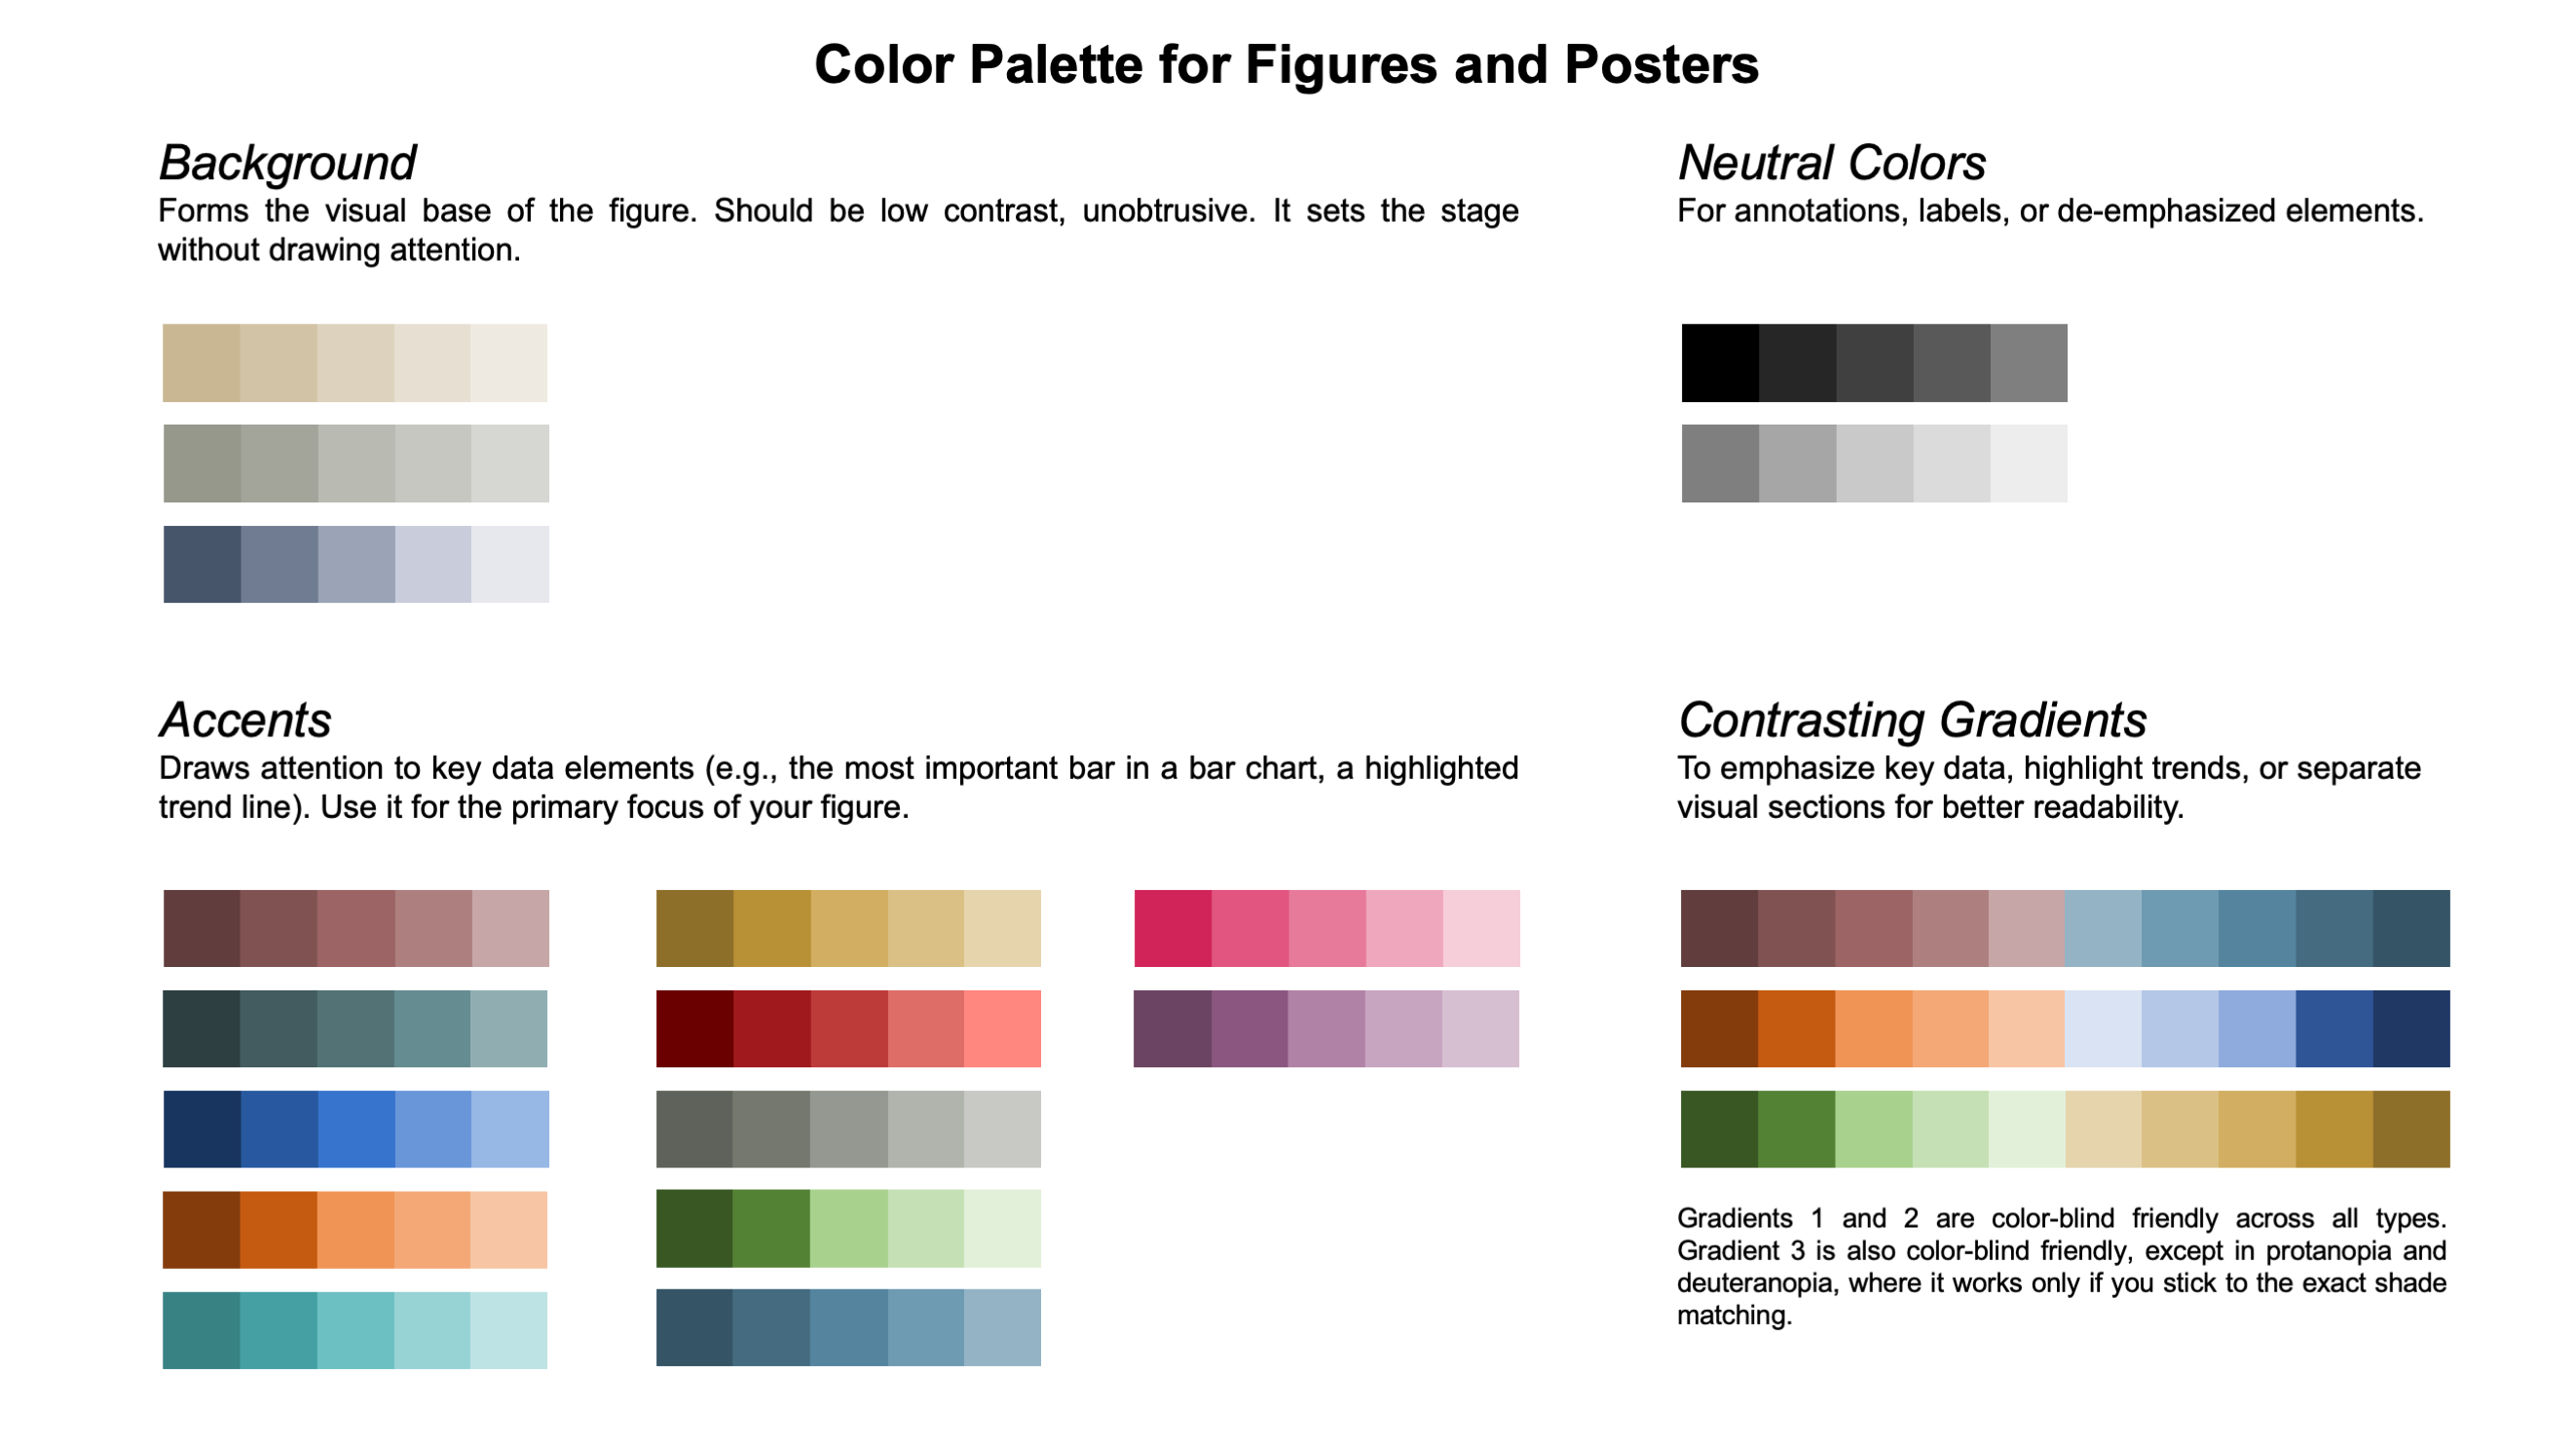 Color Palette for Figures and Posters
Background
Forms the visual base of the figure. Should be low contrast, unobtrusive. It sets the stage
without drawing attention.
Neutral Colors
For annotations, labels, or de-emphasized elements.
Accents
Draws attention to key data elements (e.g., the most important bar in a bar chart, a highlighted
trend line). Use it for the primary focus of your figure.
Contrasting Gradients
To emphasize key data, highlight trends, or separate
visual sections for better readability.
Gradients 1 and 2 are color-blind friendly across all types.
Gradient 3 is also color-blind friendly, except in protanopia and
deuteranopia, where it works only if you stick to the exact shade
matching.